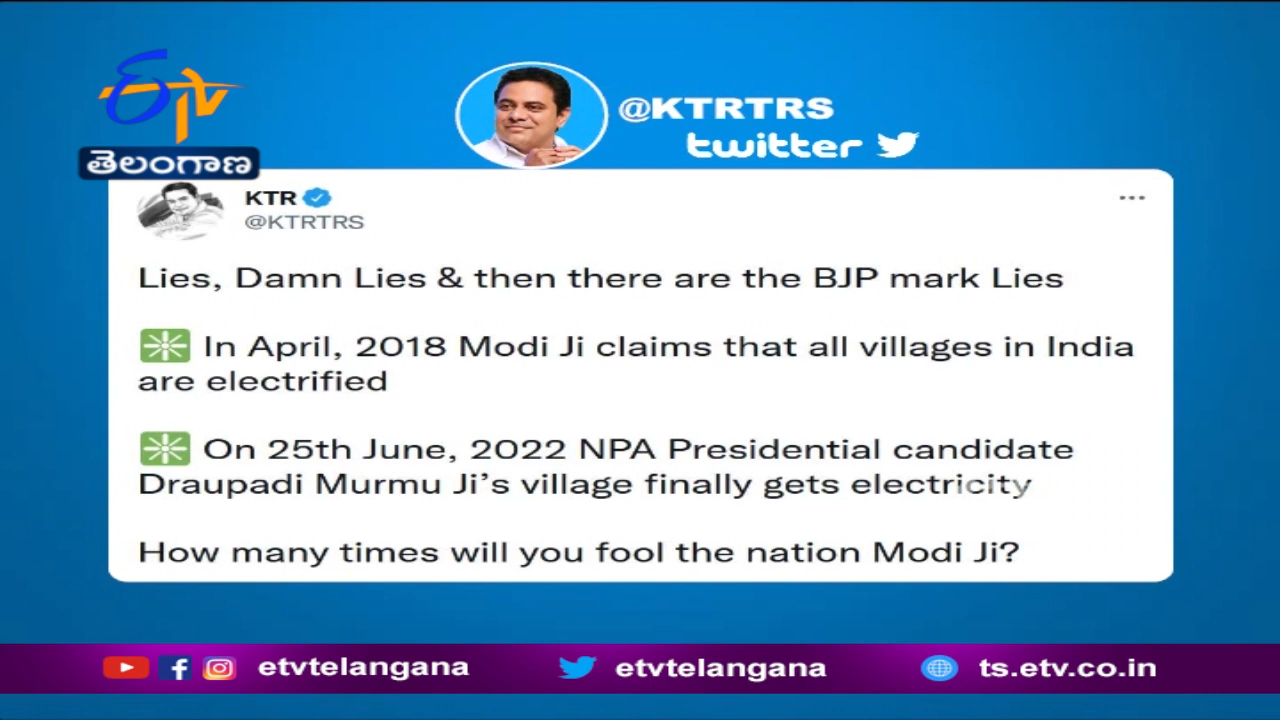 ETV
తెలంగాణ
@KTRTRS
twitter
KTR
@KTRTRS
Lies, Damn Lies & then there are the BJP mark Lies
In April, 2018 Modi Ji claims that all villages in India
are electrified
On 25th June, 2022 NPA Presidential candidate
Draupadi Murmu Ji’s village finally gets electricity
How many times will you fool the nation Modi Ji?
etvtelangana
etvtelangana
ts.etv.co.in